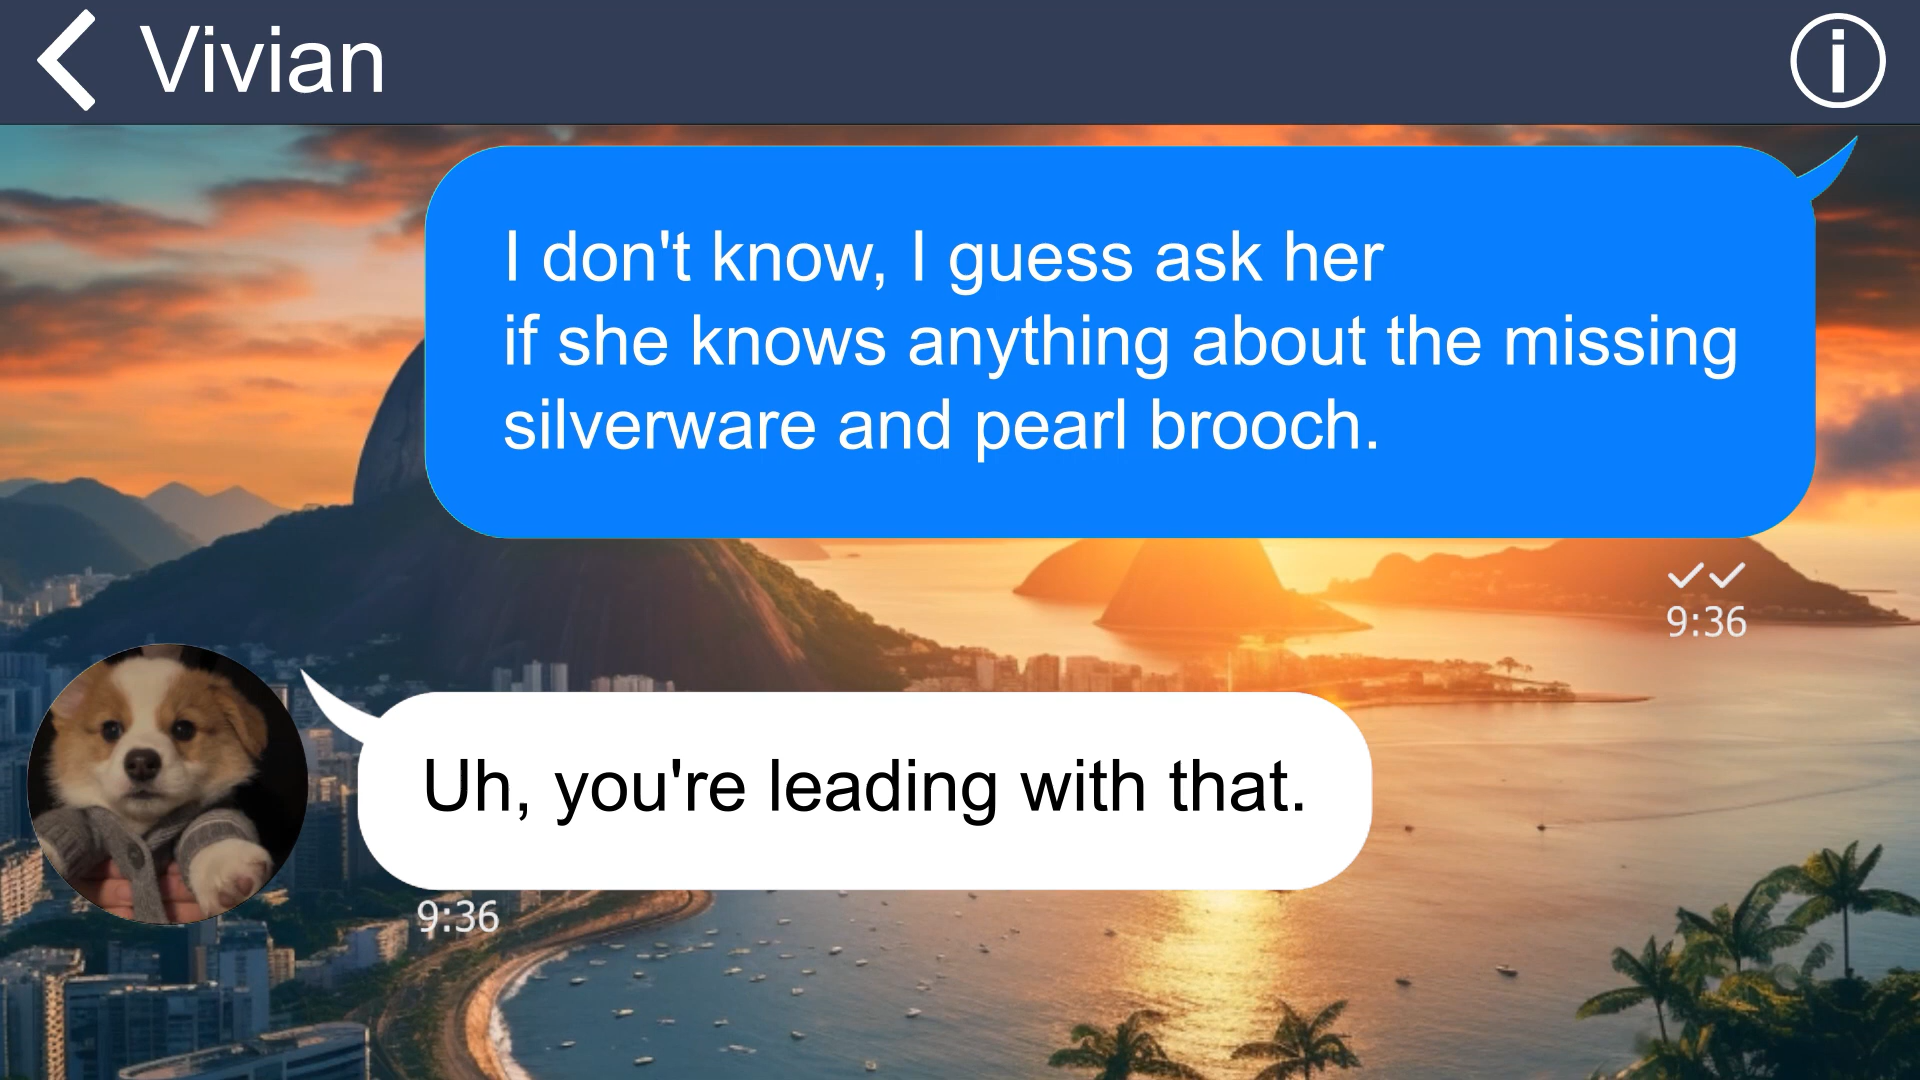 Vivian
I don't know, I guess ask her
if she knows anything about the missing
silverware and pearl brooch.
9:36
Uh, you're leading with that.
9:36